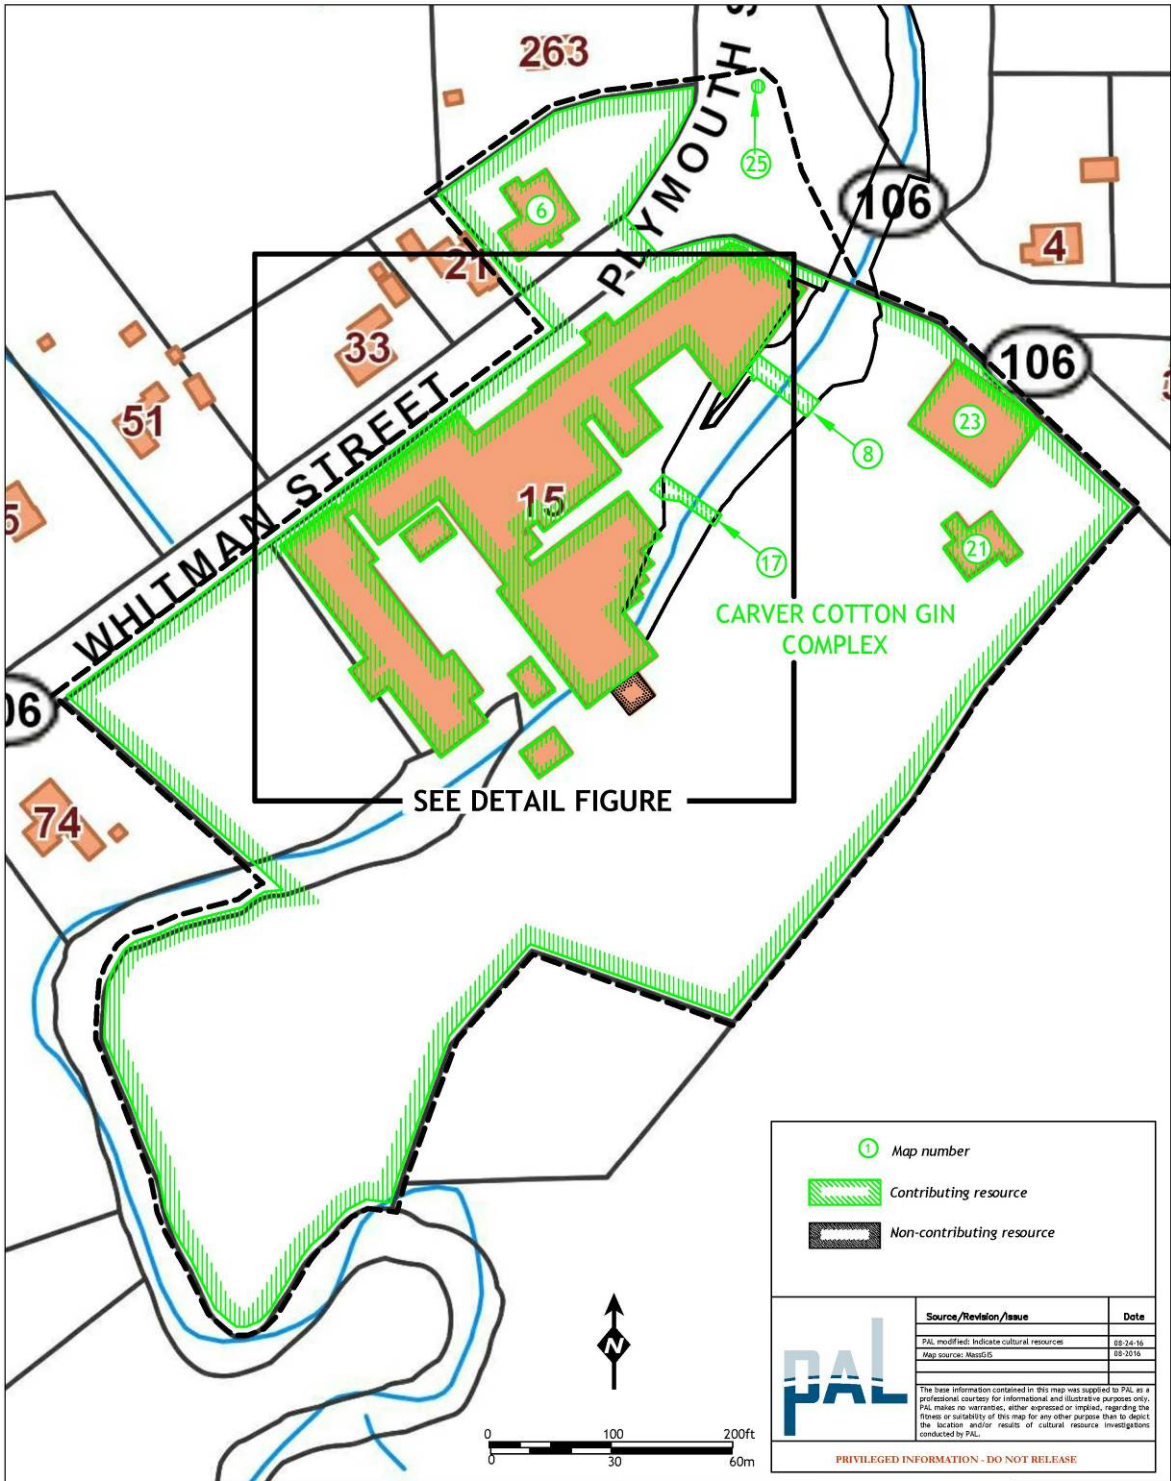 263
PLYMOUTH S
25
106
6
21
4
33
106
51
WHITMAN STREET
23
8
15
5
21
17
CARVER COTTON GIN
COMPLEX
06
SEE DETAIL FIGURE
74
1 Map number
Contributing resource
Non-contributing resource
N
0 100 200ft
0 30 60m
PAL
Source/Revision/Issue Date
PAL modified: Indicate cultural resources 08-24-16
Map source: MassGIS 08-2016
The base information contained in this map was supplied to PAL as a
professional courtesy for informational and illustrative purposes only.
PAL makes no warranties, either expressed or implied, regarding the
fitness or suitability of this map for any other purpose than to depict
the location and/or results of cultural resource investigations
conducted by PAL.
PRIVILEGED INFORMATION - DO NOT RELEASE